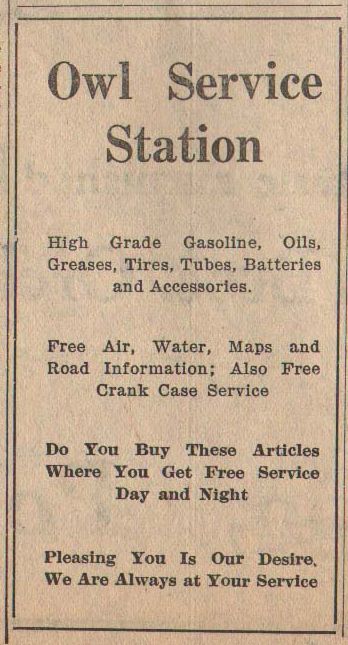 Owl Service
Station
High Grade Gasoline, Oils,
Greases, Tires, Tubes, Batteries
and Accessories.
Free Air, Water, Maps and
Road Information; Also Free
Crank Case Service
Do You Buy These Articles
Where You Get Free Service
Day and Night
Pleasing You Is Our Desire.
We Are Always at Your Service